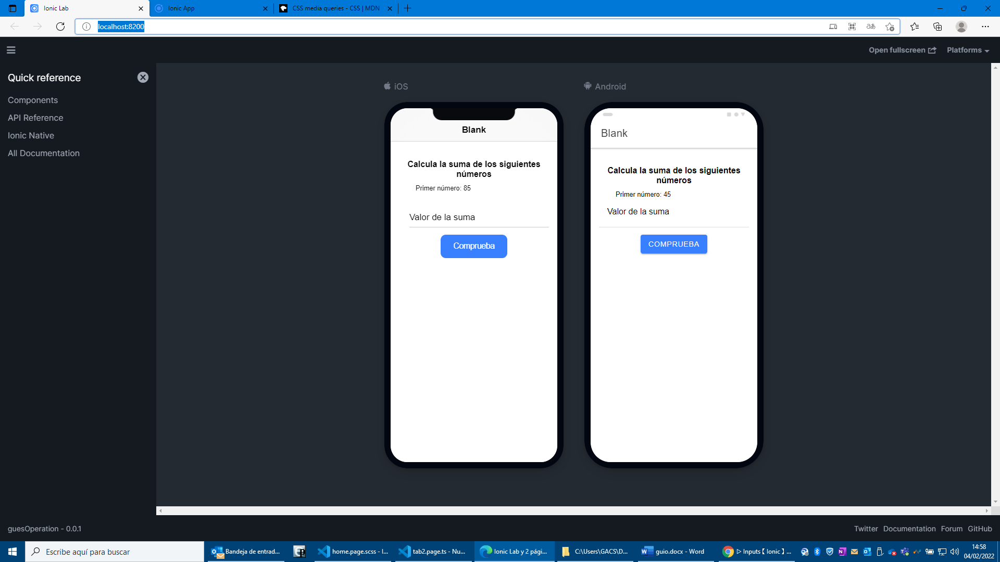 Ionic Lab
Ionic App
CSS media queries - CSS | MDN
localhost:8200
Open fullscreen
Platforms
Quick reference
Components
API Reference
Ionic Native
All Documentation
iOS
Android
Blank
Calcula la suma de los siguientes
números
Primer número: 85
Valor de la suma
Comprueba
Blank
Calcula la suma de los siguientes
números
Primer número: 45
Valor de la suma
COMPRUEBA
guesOperation - 0.0.1
Twitter Documentation Forum GitHub
Escribe aquí para buscar
Bandeja de entrad...
home.page.scss - I...
tab2.page.ts - Nu...
Ionic Lab y 2 pági...
C:\Users\GACS\D...
guio.docx - Word
▷ Inputs【 Ionic 】...
14:58
04/02/2022